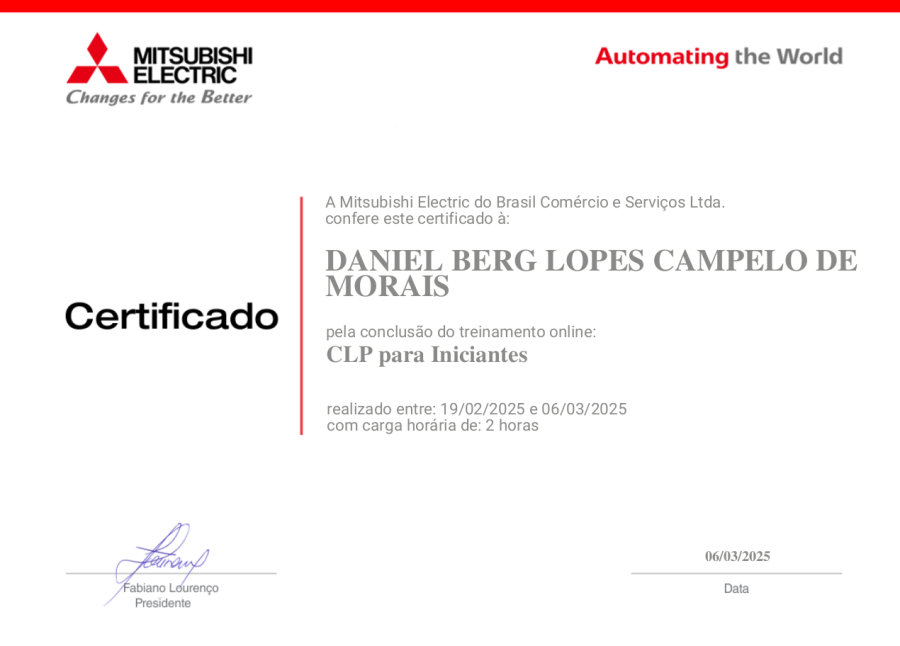 MITSUBISHI
ELECTRIC
Changes for the Better
Automating the World
A Mitsubishi Electric do Brasil Comércio e Serviços Ltda.
confere este certificado à:
DANIEL BERG LOPES CAMPELO DE
MORAIS
Certificado
pela conclusão do treinamento online:
CLP para Iniciantes
realizado entre: 19/02/2025 e 06/03/2025
com carga horária de: 2 horas
Fabiano Lourenço
Presidente
06/03/2025
Data